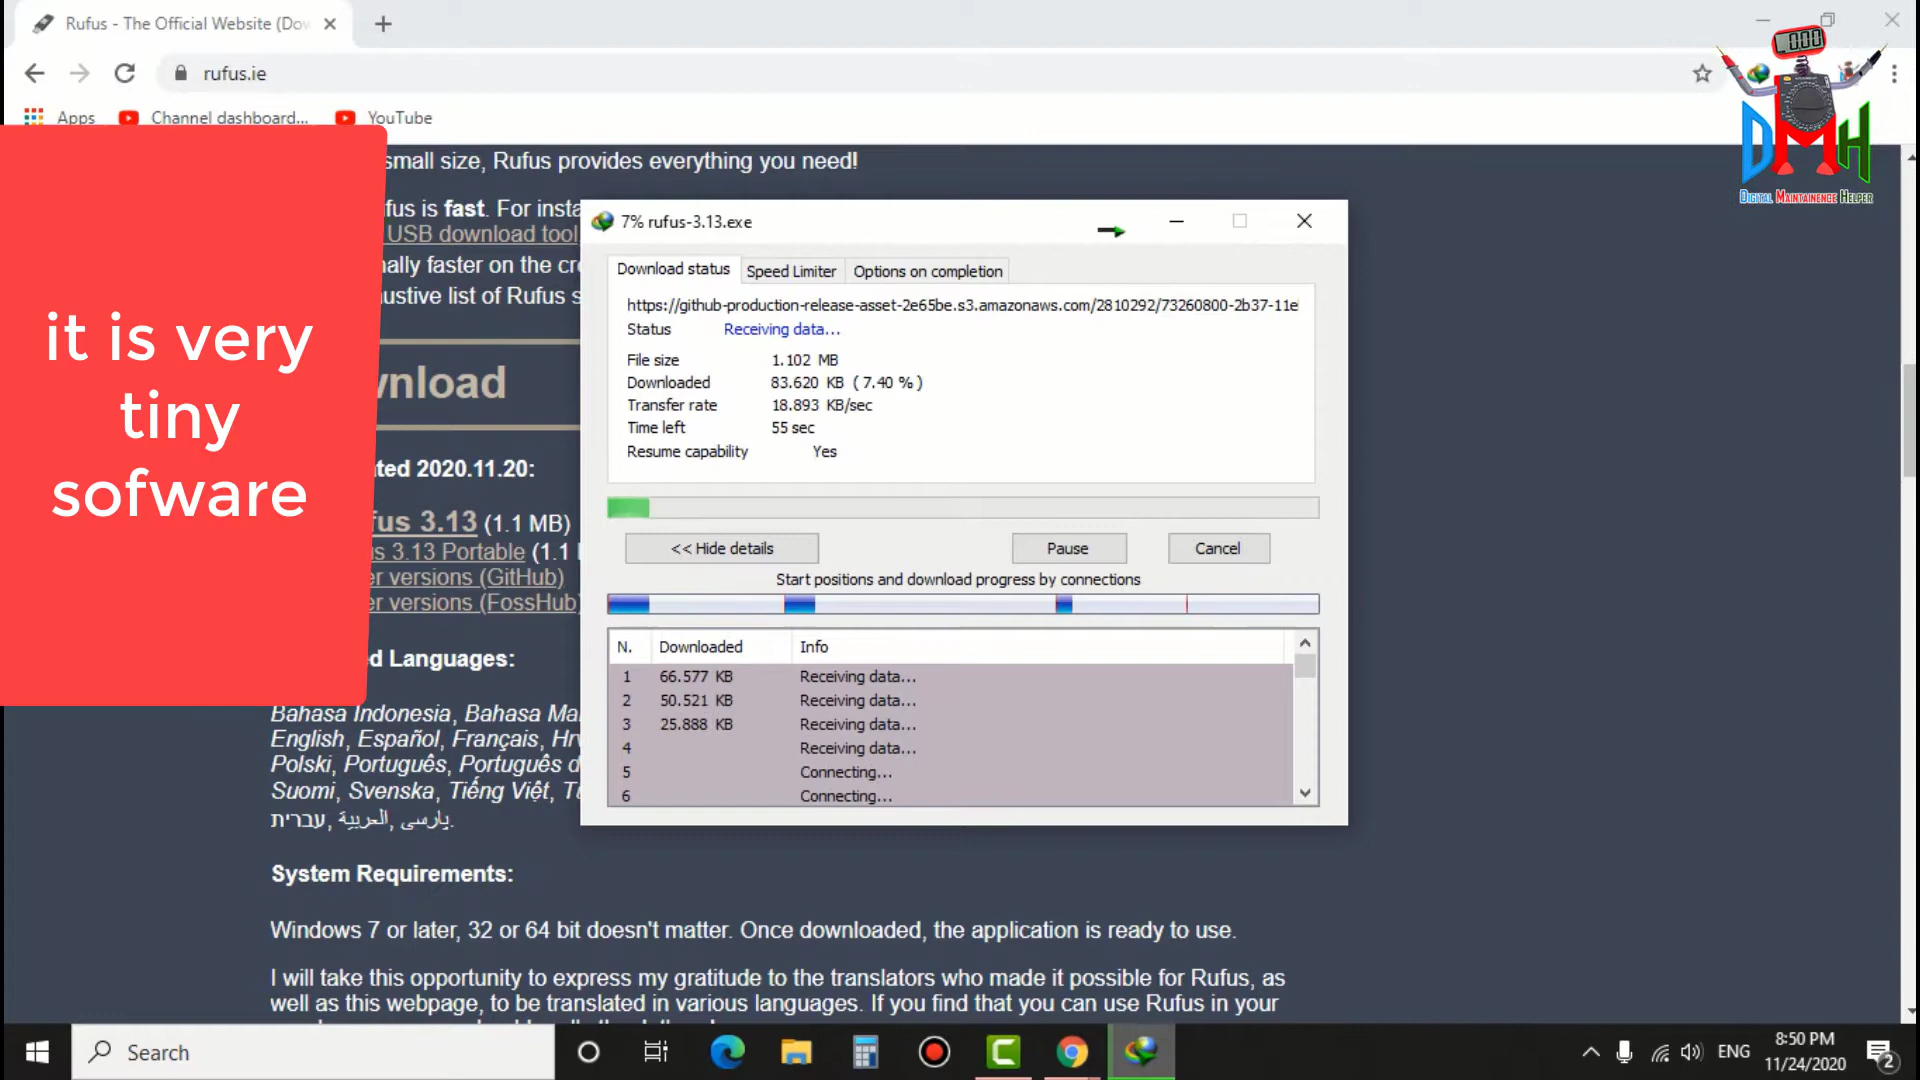 Rufus - The Official Website (Dow
rufus.ie
Apps
Channel dashboard...
YouTube
.000
DMH
DIGITAL MAINTAINENCE HELPER
small size, Rufus provides everything you need!
fus is fast. For insta
USB download tool
ally faster on the cre
austive list of Rufus s
it is very
tiny
sofware
wnload
ted 2020.11.20:
fus 3.13 (1.1 MB)
s 3.13 Portable (1.1
er versions (GitHub)
er versions (FossHub)
d Languages:
Bahasa Indonesia, Bahasa Ma
English, Español, Français, Hrv
Polski, Português, Português d
Suomi, Svenska, Tiếng Việt, Tü
پارسی, العربية, עברית.
System Requirements:
Windows 7 or later, 32 or 64 bit doesn't matter. Once downloaded, the application is ready to use.
I will take this opportunity to express my gratitude to the translators who made it possible for Rufus, as
well as this webpage, to be translated in various languages. If you find that you can use Rufus in your
7% rufus-3.13.exe
Download status
Speed Limiter
Options on completion
https://github-production-release-asset-2e65be.s3.amazonaws.com/2810292/73260800-2b37-11e
Status Receiving data...
File size 1.102 MB
Downloaded 83.620 KB ( 7.40 % )
Transfer rate 18.893 KB/sec
Time left 55 sec
Resume capability Yes
<< Hide details
Pause
Cancel
Start positions and download progress by connections
N. Downloaded Info
1 66.577 KB Receiving data...
2 50.521 KB Receiving data...
3 25.888 KB Receiving data...
4 Receiving data...
5 Connecting...
6 Connecting...
Search
ENG
8:50 PM
11/24/2020
2